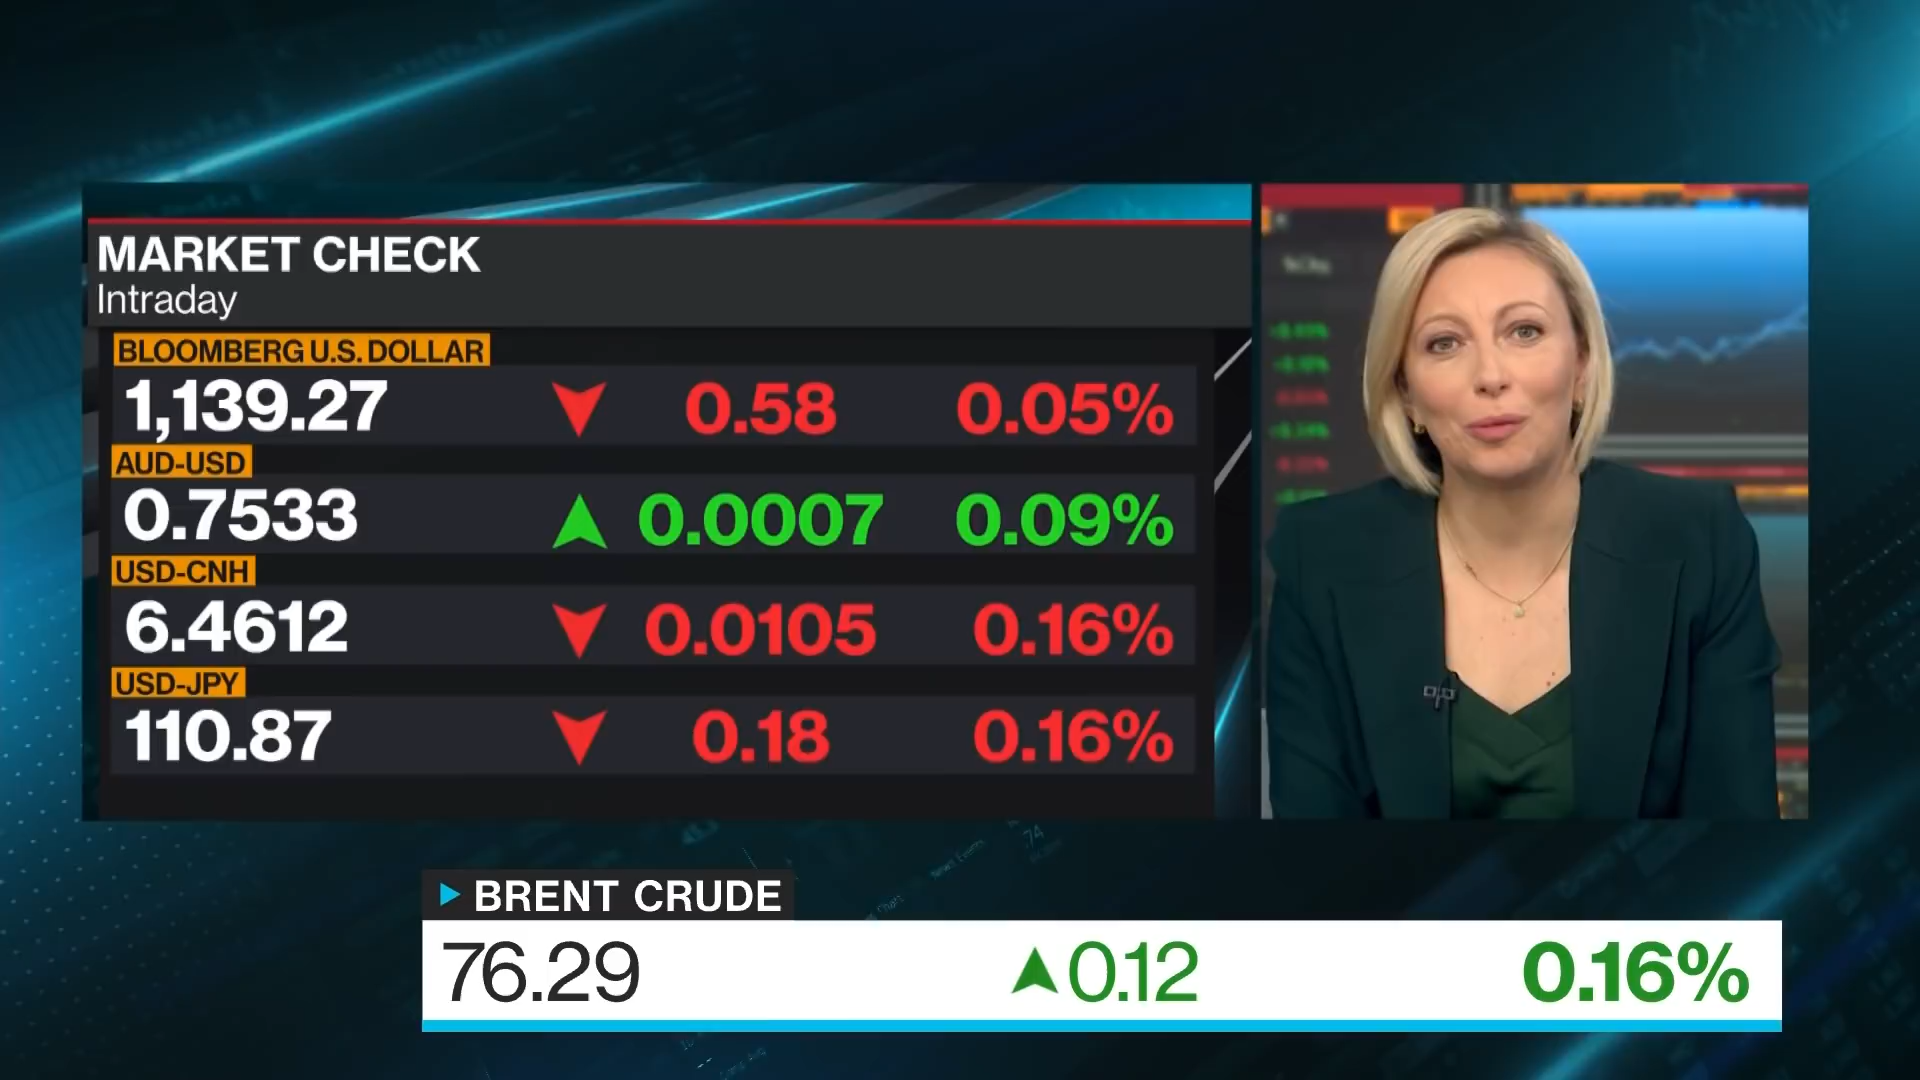 MARKET CHECK
Intraday
BLOOMBERG U.S. DOLLAR
1,139.27 0.58 0.05%
AUD-USD
0.7533 0.0007 0.09%
USD-CNH
6.4612 0.0105 0.16%
USD-JPY
110.87 0.18 0.16%
BRENT CRUDE
76.29 0.12 0.16%